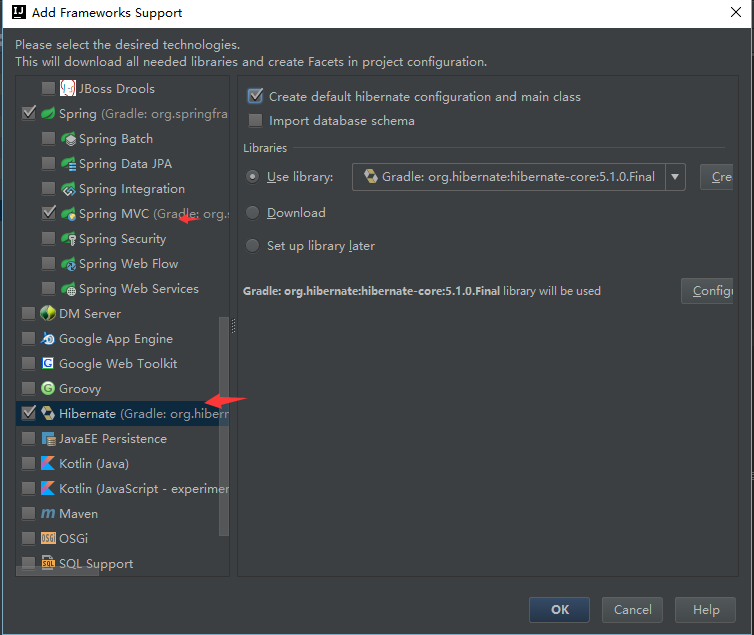 Add Frameworks Support
Please select the desired technologies.
This will download all needed libraries and create Facets in project configuration.
JBoss Drools
Spring (Gradle: org.springfra
Spring Batch
Spring Data JPA
Spring Integration
Spring MVC (Gradle: org.s
Spring Security
Spring Web Flow
Spring Web Services
DM Server
Google App Engine
Google Web Toolkit
Groovy
Hibernate (Gradle: org.hibern
JavaEE Persistence
Kotlin (Java)
Kotlin (JavaScript - experimer
Maven
OSGi
SQL Support
Create default hibernate configuration and main class
Import database schema
Libraries
Use library:
Gradle: org.hibernate:hibernate-core:5.1.0.Final
Cre
Download
Set up library later
Gradle: org.hibernate:hibernate-core:5.1.0.Final library will be used
Configu
OK
Cancel
Help